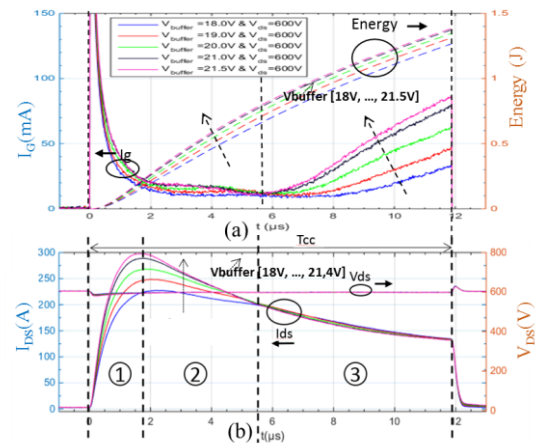 (a)
150
100
50
0
I_G(mA)
V_buffer =18.0V & V_ds=600V
V_buffer =19.0V & V_ds=600V
V_buffer =20.0V & V_ds=600V
V_buffer =21.0V & V_ds=600V
V_buffer =21.5V & V_ds=600V
Energy
1.5
1
0.5
0
Energy (J)
Vbuffer [18V, ..., 21.5V]
Ig
0 2 4 6 8 10 12
(a) t (μs)
Tcc
300
250
200
150
100
50
0
I_DS(A)
Vbuffer [18V, ..., 21,4V]
Vds
Ids
800
600
400
200
0
V_DS(V)
① ② ③
0 2 4 6 8 10 12
(b) t(μs)